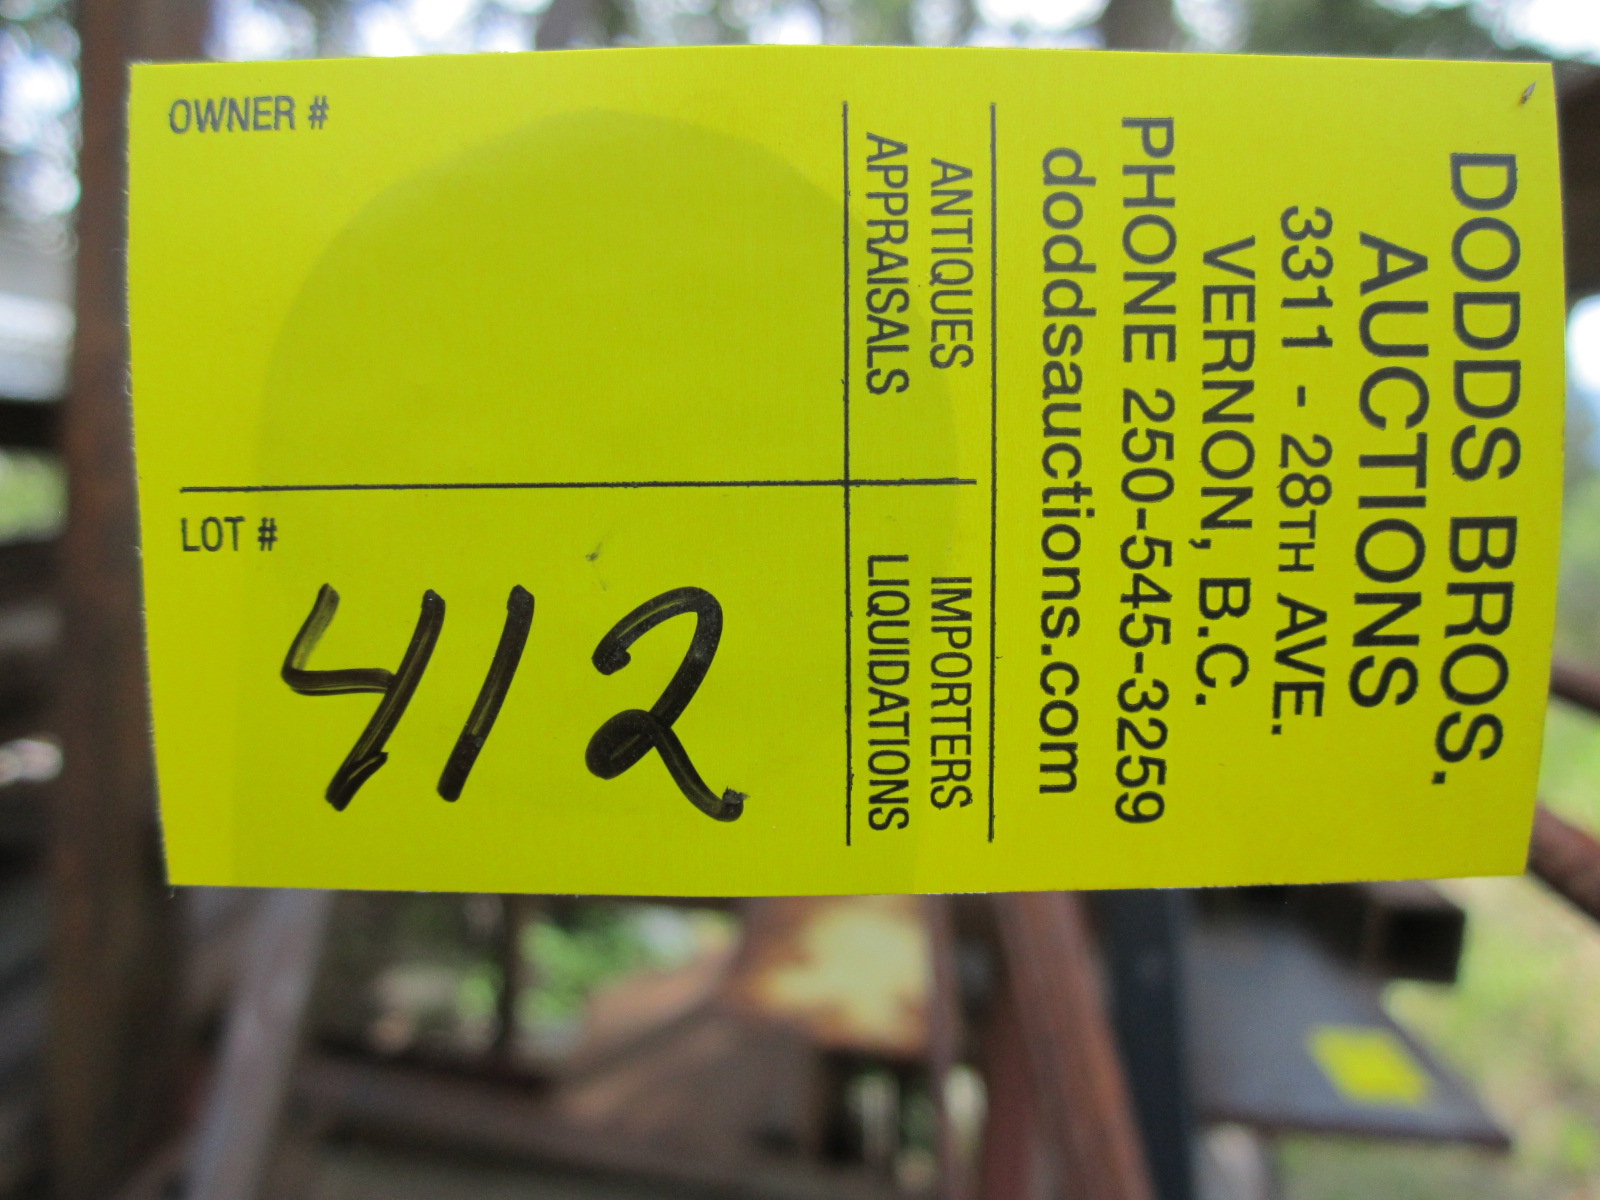 DODDS BROS.
AUCTIONS
3311 - 28TH AVE.
VERNON, B.C.
PHONE 250-545-3259
doddsauctions.com
ANTIQUES IMPORTERS
APPRAISALS LIQUIDATIONS
OWNER #
LOT #
412